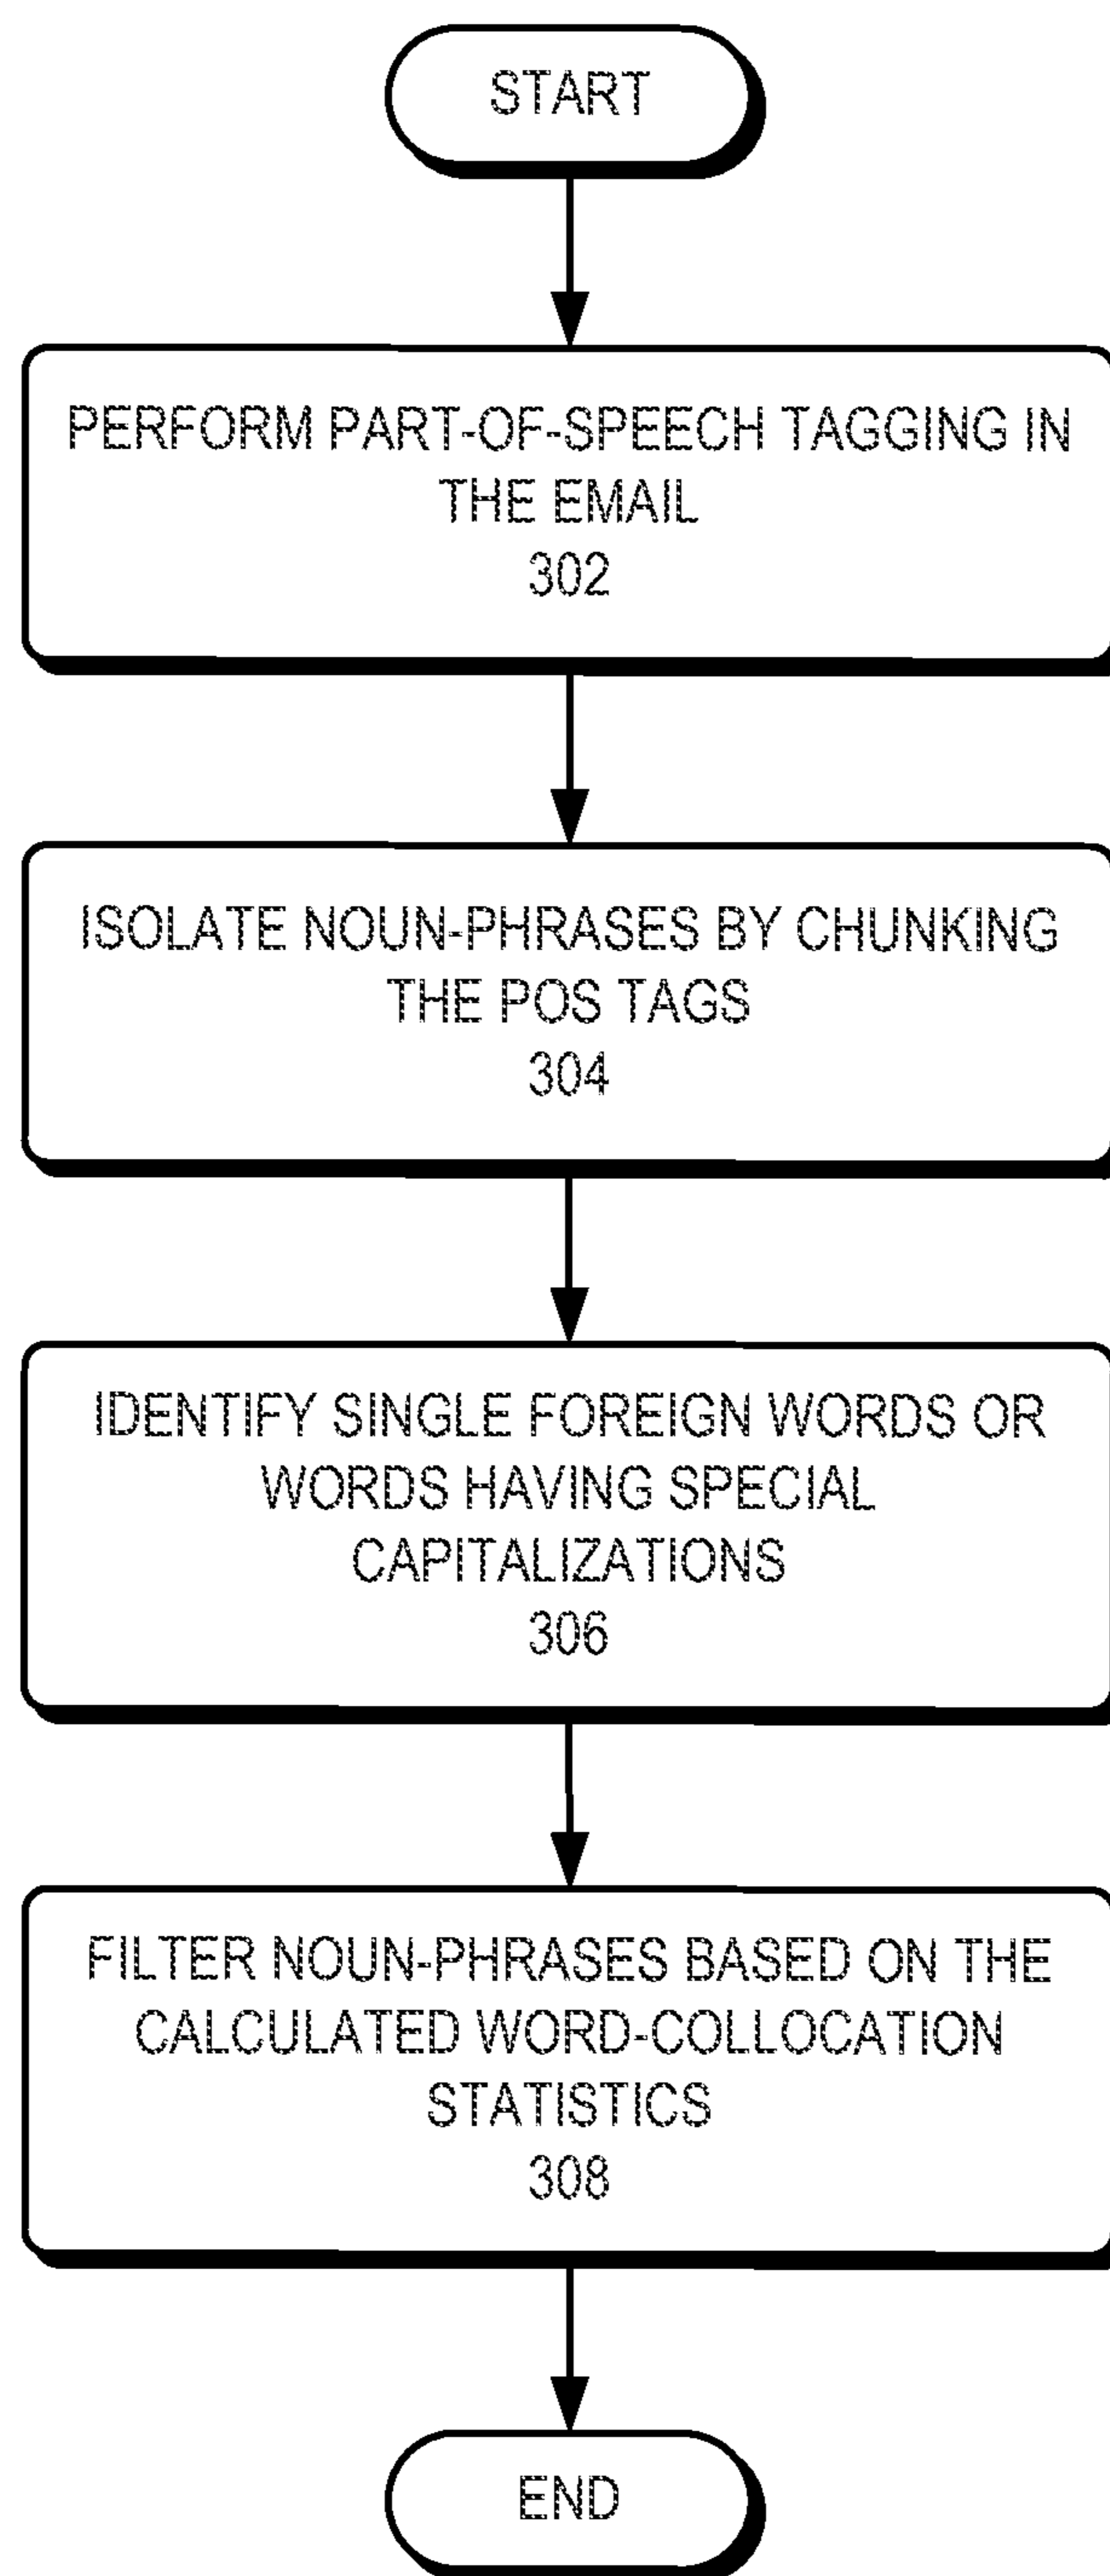 START
PERFORM PART-OF-SPEECH TAGGING IN
THE EMAIL
302
ISOLATE NOUN-PHRASES BY CHUNKING
THE POS TAGS
304
IDENTIFY SINGLE FOREIGN WORDS OR
WORDS HAVING SPECIAL
CAPITALIZATIONS
306
FILTER NOUN-PHRASES BASED ON THE
CALCULATED WORD-COLLOCATION
STATISTICS
308
END